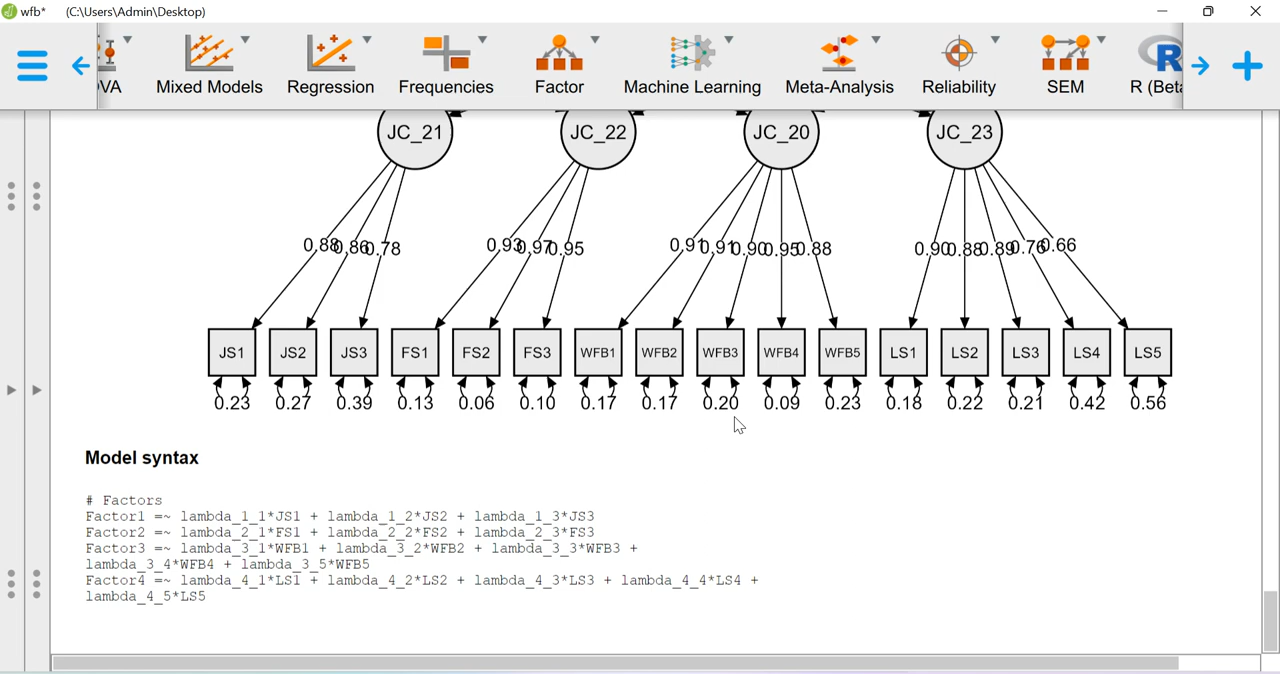 wfb* (C:\Users\Admin\Desktop)
VA Mixed Models Regression Frequencies Factor Machine Learning Meta-Analysis Reliability SEM R (Beta
R
JC_21 JC_22 JC_20 JC_23
0.88 0.86 0.78 0.93 0.97 0.95 0.91 0.91 0.90 0.95 0.88 0.90 0.88 0.89 0.76 0.66
JS1 JS2 JS3 FS1 FS2 FS3 WFB1 WFB2 WFB3 WFB4 WFB5 LS1 LS2 LS3 LS4 LS5
0.23 0.27 0.39 0.13 0.06 0.10 0.17 0.17 0.20 0.09 0.23 0.18 0.22 0.21 0.42 0.56
Model syntax
# Factors
Factor1 =~ lambda_1_1*JS1 + lambda_1_2*JS2 + lambda_1_3*JS3
Factor2 =~ lambda_2_1*FS1 + lambda_2_2*FS2 + lambda_2_3*FS3
Factor3 =~ lambda_3_1*WFB1 + lambda_3_2*WFB2 + lambda_3_3*WFB3 +
lambda_3_4*WFB4 + lambda_3_5*WFB5
Factor4 =~ lambda_4_1*LS1 + lambda_4_2*LS2 + lambda_4_3*LS3 + lambda_4_4*LS4 +
lambda_4_5*LS5